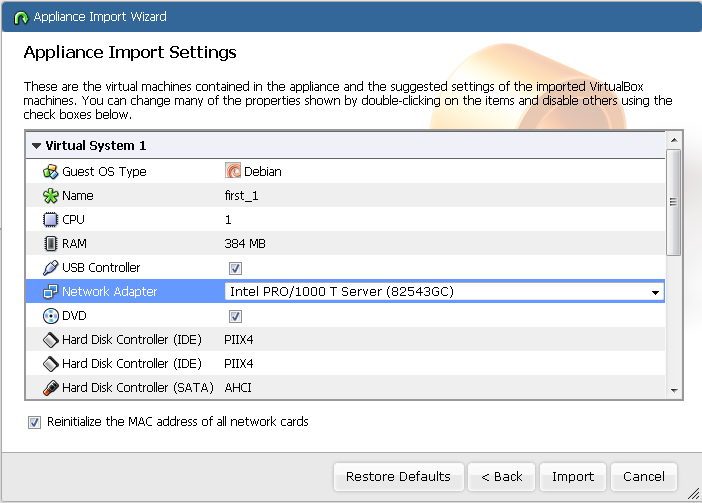 Appliance Import Wizard
Appliance Import Settings
These are the virtual machines contained in the appliance and the suggested settings of the imported VirtualBox
machines. You can change many of the properties shown by double-clicking on the items and disable others using the
check boxes below.
Virtual System 1
Guest OS Type Debian
Name first_1
CPU 1
RAM 384 MB
USB Controller
Network Adapter Intel PRO/1000 T Server (82543GC)
DVD
Hard Disk Controller (IDE) PIIX4
Hard Disk Controller (IDE) PIIX4
Hard Disk Controller (SATA) AHCI
Reinitialize the MAC address of all network cards
Restore Defaults < Back Import Cancel